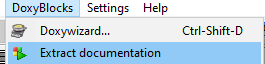 DoxyBlocks Settings Help
Doxywizard... Ctrl-Shift-D
Extract documentation